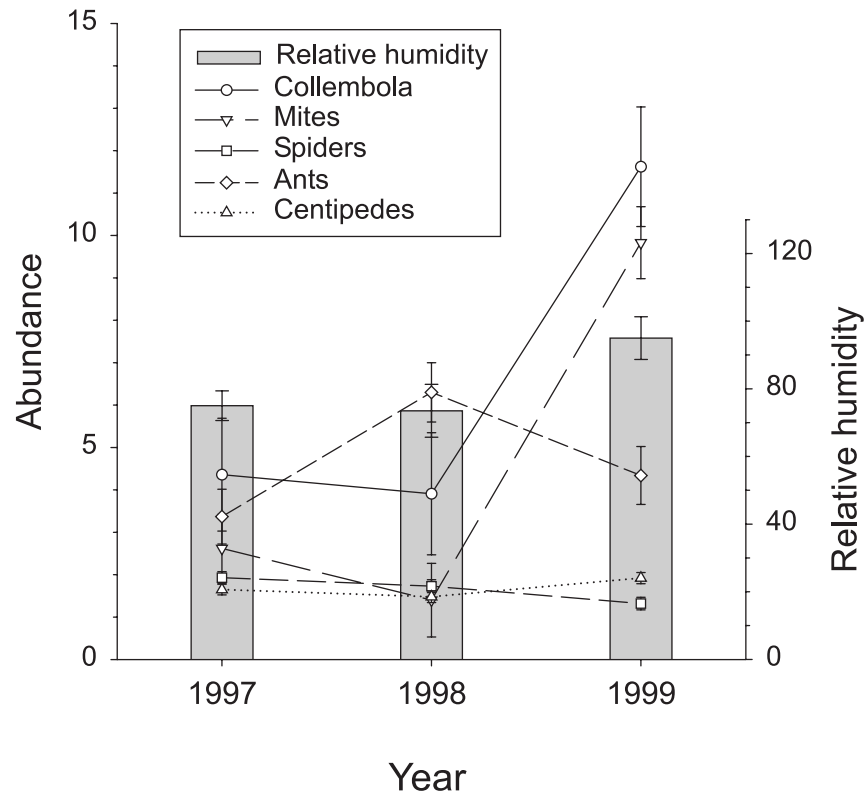 15
10
5
0
Abundance
Relative humidity
Collembola
Mites
Spiders
Ants
Centipedes
120
80
40
0
Relative humidity
1997 1998 1999
Year